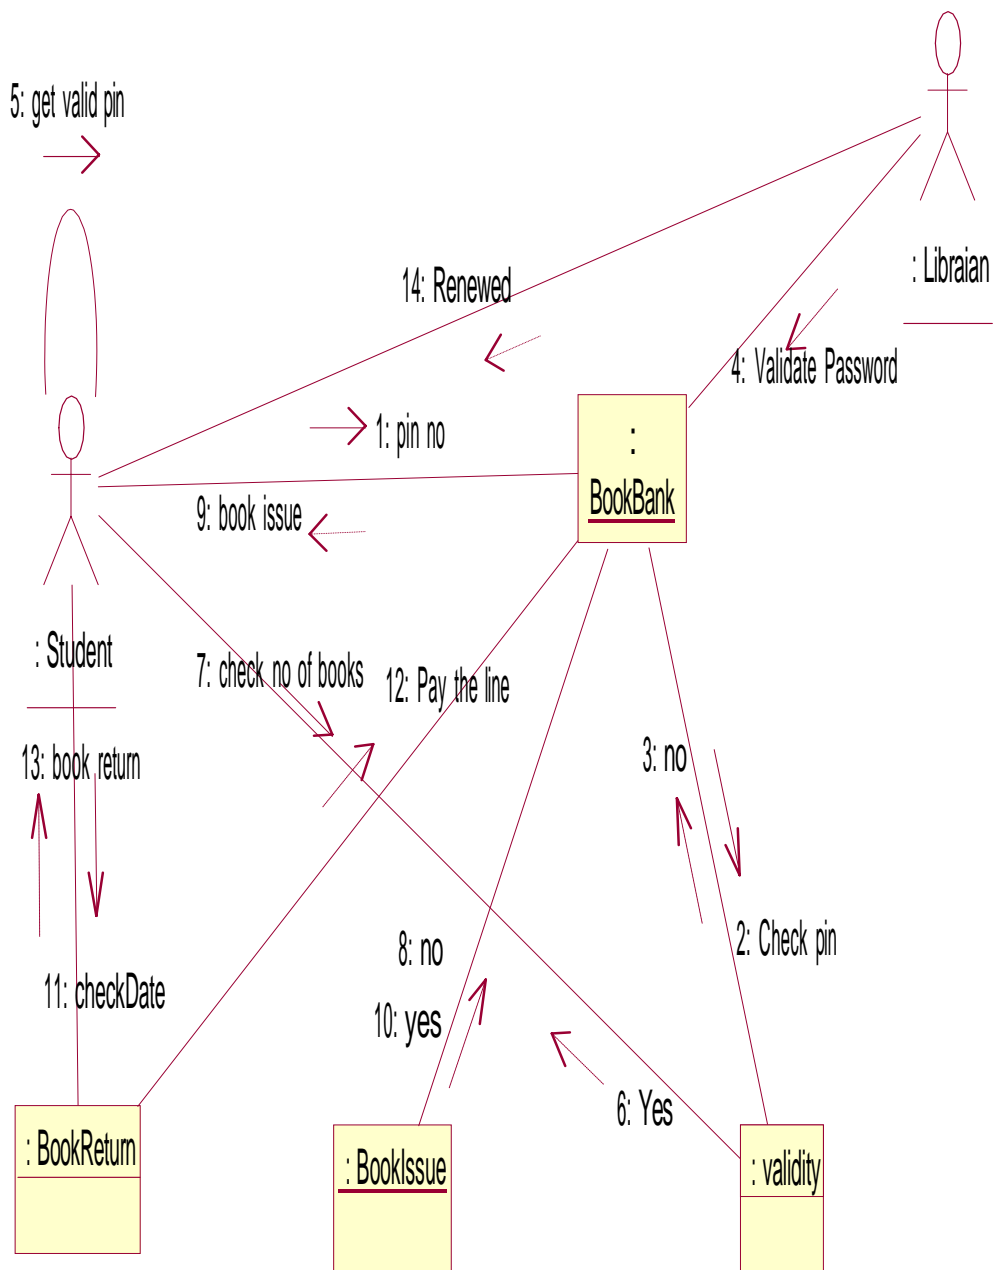 5: get valid pin
: Libraian
14: Renewed
4: Validate Password
1: pin no
:
BookBank
9: book issue
: Student
7: check no of books
12: Pay the line
13: book return
3: no
2: Check pin
8: no
11: checkDate
10: yes
6: Yes
: BookReturn
: BookIssue
: validity